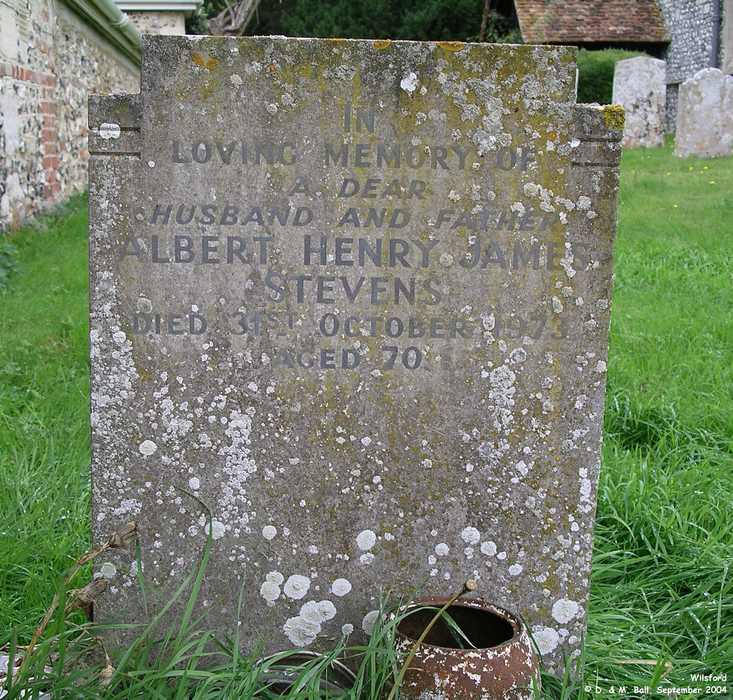 IN
LOVING MEMORY OF
A DEAR
HUSBAND AND FATHER
ALBERT HENRY JAMES
STEVENS
DIED 31ST OCTOBER 1973
AGED 70.
Wilsford
© D. & M. Ball, September 2004